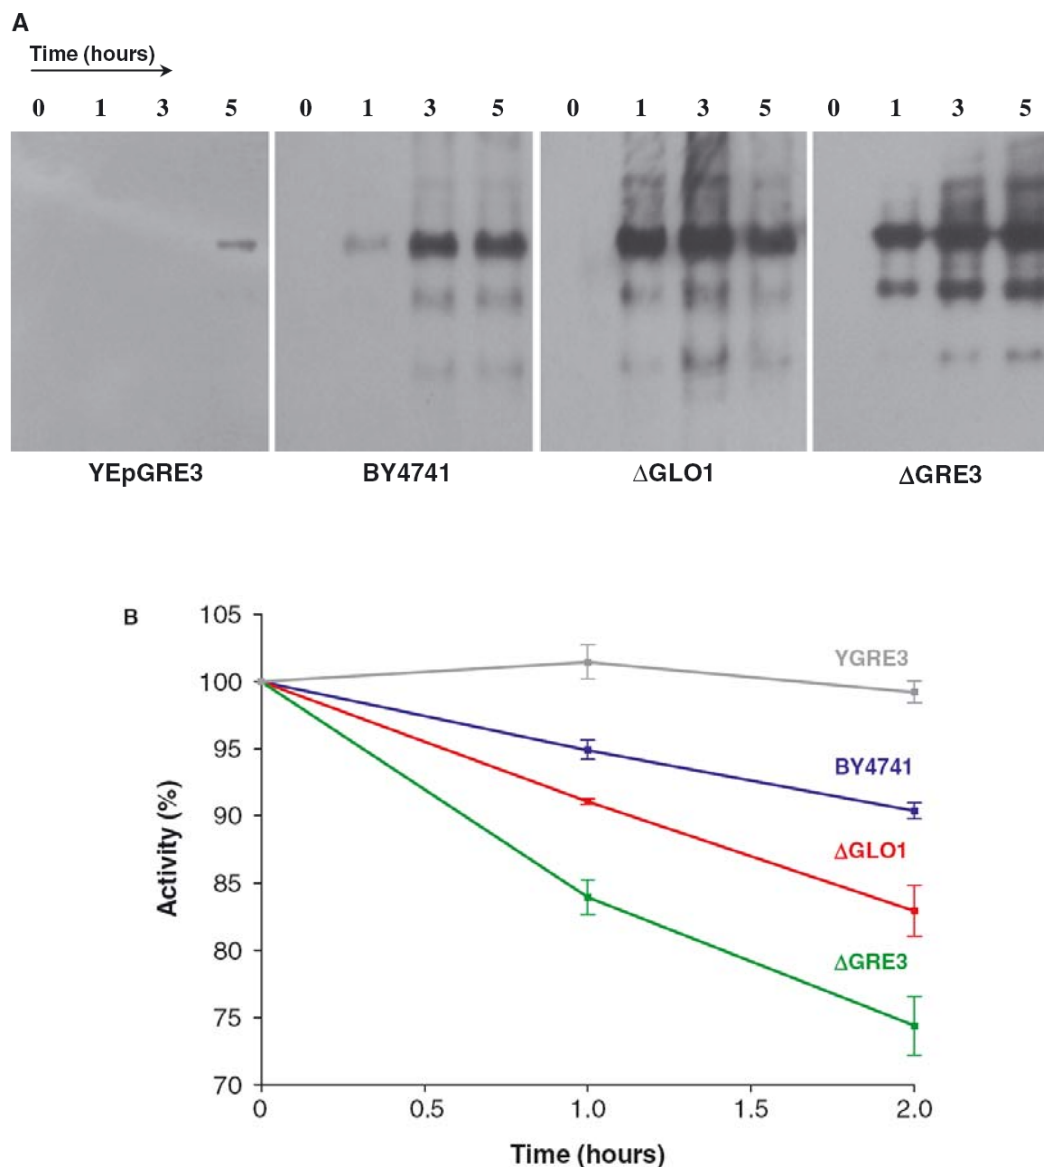 A
Time (hours)
0 1 3 5 0 1 3 5 0 1 3 5 0 1 3 5
YEpGRE3 BY4741 ΔGLO1 ΔGRE3
B
105
100
95
90
85
80
75
70
Activity (%)
YGRE3
BY4741
ΔGLO1
ΔGRE3
0 0.5 1.0 1.5 2.0
Time (hours)